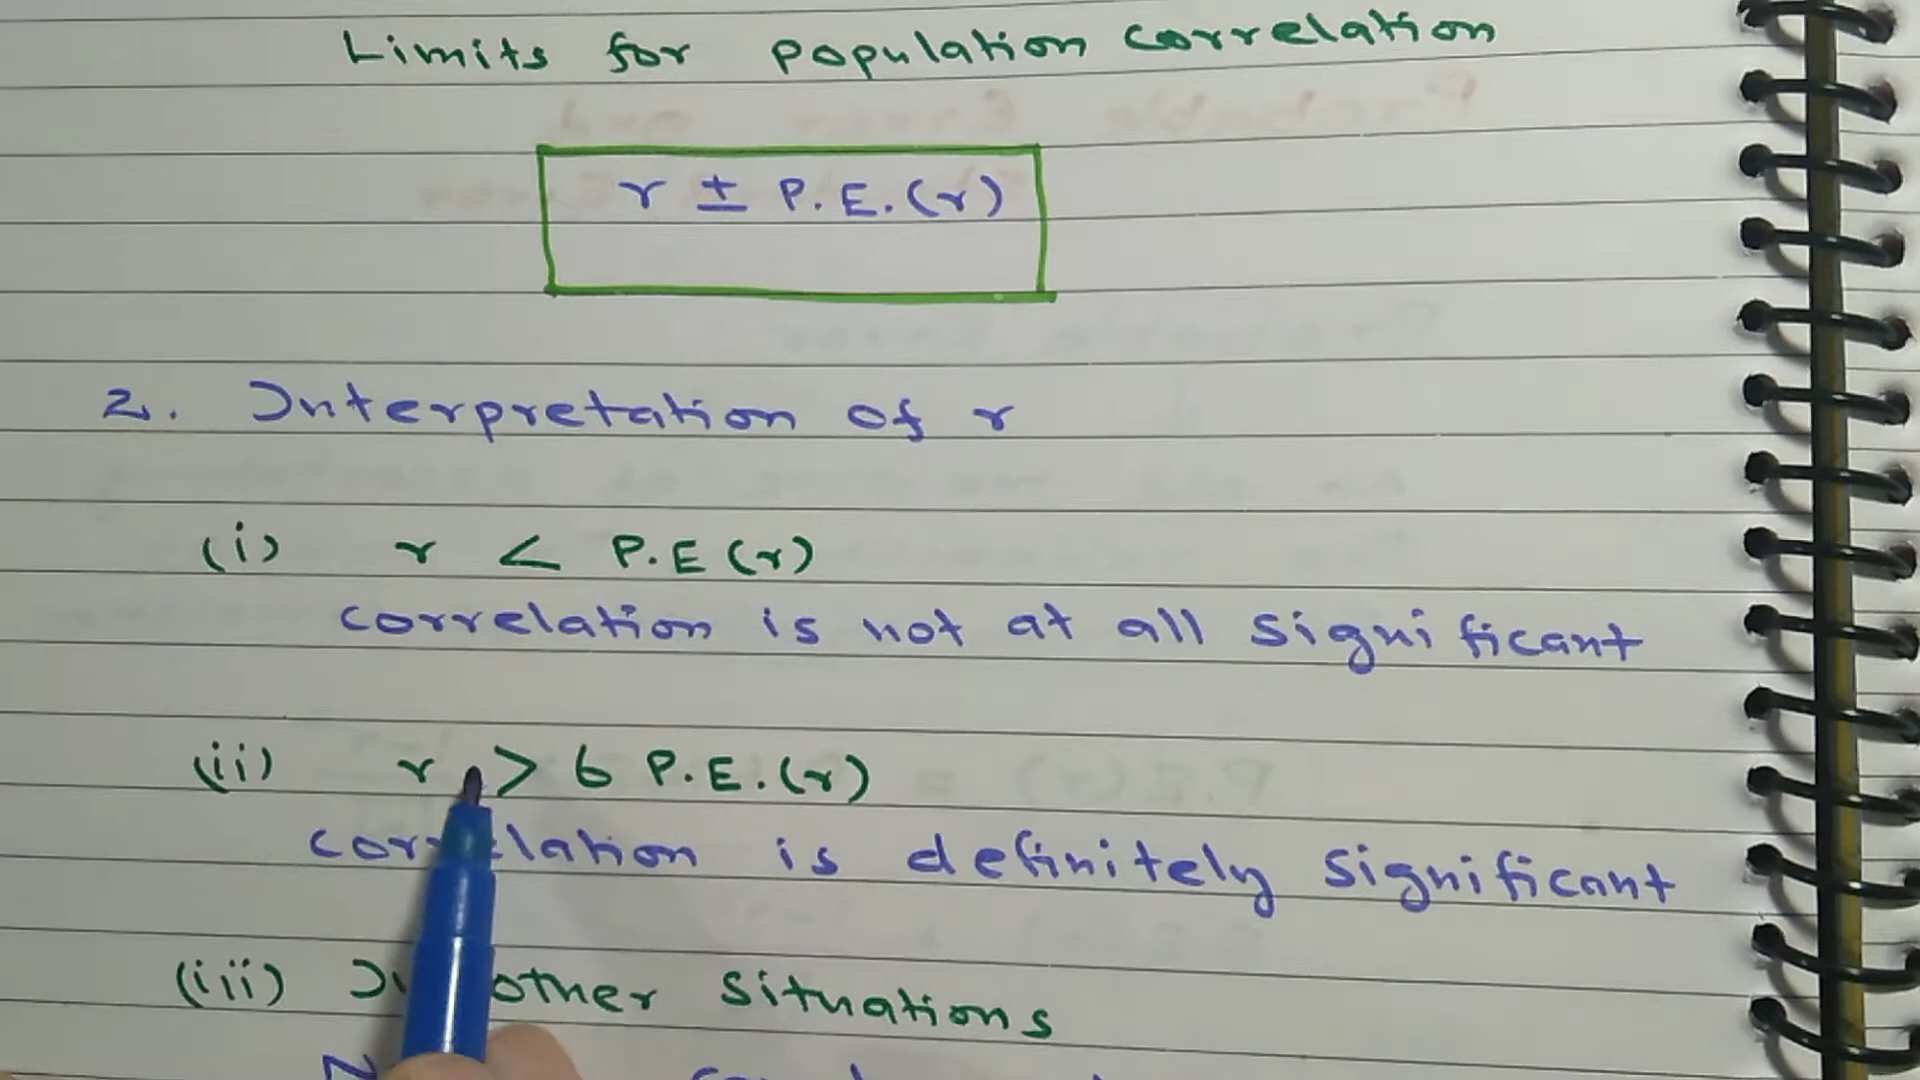 Limits for population correlation
r ± P.E.(r)
2. Interpretation of r
(i) r < P.E (r)
correlation is not at all significant
(ii) r > 6 P.E.(r)
correlation is definitely significant
(iii) In other situations